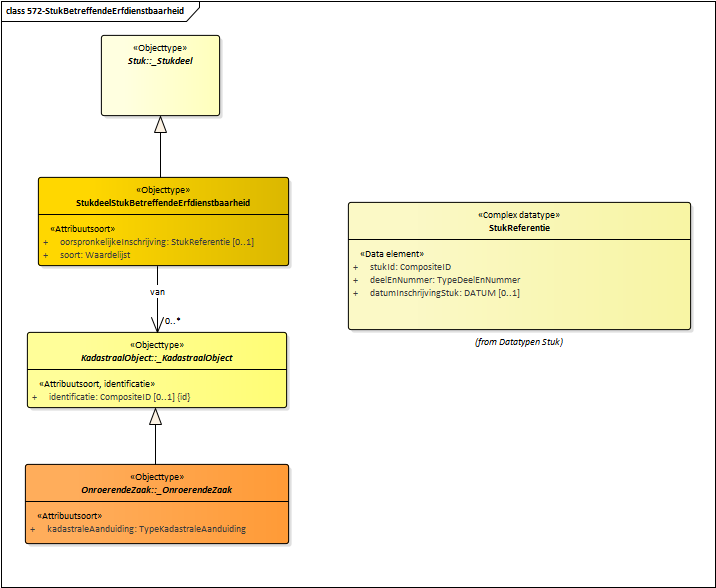 class 572-StukBetreffendeErfdienstbaarheid
«Objecttype»
Stuk::_Stukdeel
«Objecttype»
StukdeelStukBetreffendeErfdienstbaarheid
«Attribuutsoort»
+ oorspronkelijkeInschrijving: StukReferentie [0..1]
+ soort: Waardelijst
van
0..*
«Objecttype»
KadastraalObject::_KadastraalObject
«Attribuutsoort, identificatie»
+ identificatie: CompositeID [0..1] {id}
«Objecttype»
OnroerendeZaak::_OnroerendeZaak
«Attribuutsoort»
+ kadastraleAanduiding: TypeKadastraleAanduiding
«Complex datatype»
StukReferentie
«Data element»
+ stukId: CompositeID
+ deelEnNummer: TypeDeelEnNummer
+ datumInschrijvingStuk: DATUM [0..1]
(from Datatypen Stuk)